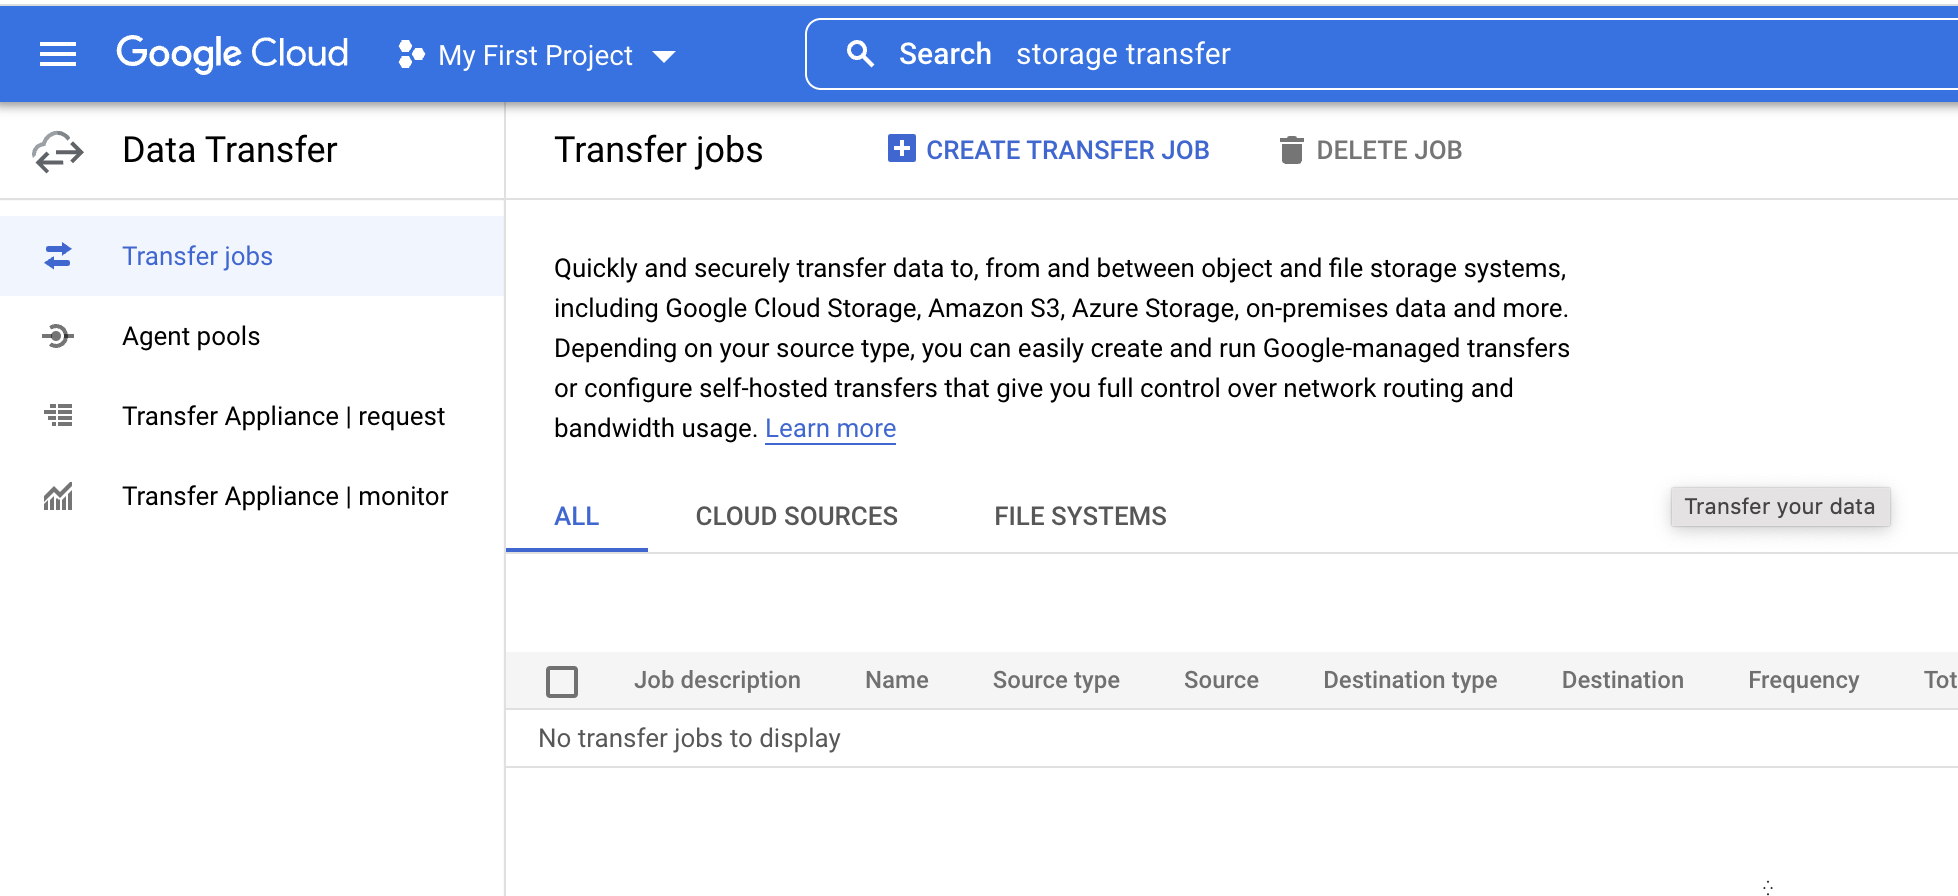 Google Cloud
My First Project
Search storage transfer
Data Transfer
Transfer jobs
CREATE TRANSFER JOB
DELETE JOB
Transfer jobs
Agent pools
Transfer Appliance | request
Transfer Appliance | monitor
Quickly and securely transfer data to, from and between object and file storage systems,
including Google Cloud Storage, Amazon S3, Azure Storage, on-premises data and more.
Depending on your source type, you can easily create and run Google-managed transfers
or configure self-hosted transfers that give you full control over network routing and
bandwidth usage. Learn more
ALL
CLOUD SOURCES
FILE SYSTEMS
Transfer your data
Job description Name Source type Source Destination type Destination Frequency Tot
No transfer jobs to display